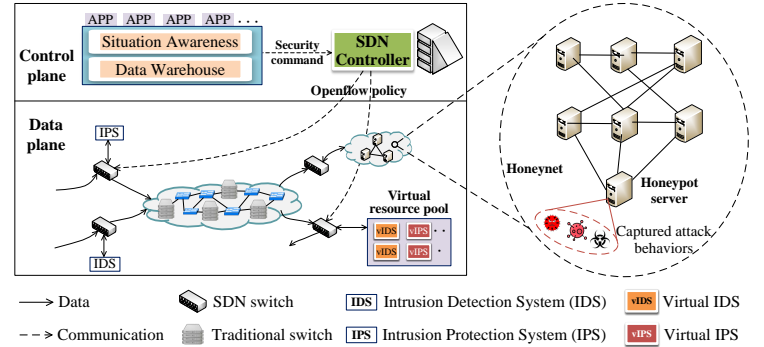 APP APP APP APP . . .
Control
plane
Situation Awareness
Data Warehouse
Security
command
SDN
Controller
Openflow policy
Data
plane
IPS
IDS
Virtual
resource pool
vIDS vIPS . .
vIDS vIPS .
Honeynet
Honeypot
server
Captured attack
behaviors
Data
SDN switch
IDS Intrusion Detection System (IDS)
vIDS Virtual IDS
Communication
Traditional switch
IPS Intrusion Protection System (IPS)
vIPS Virtual IPS